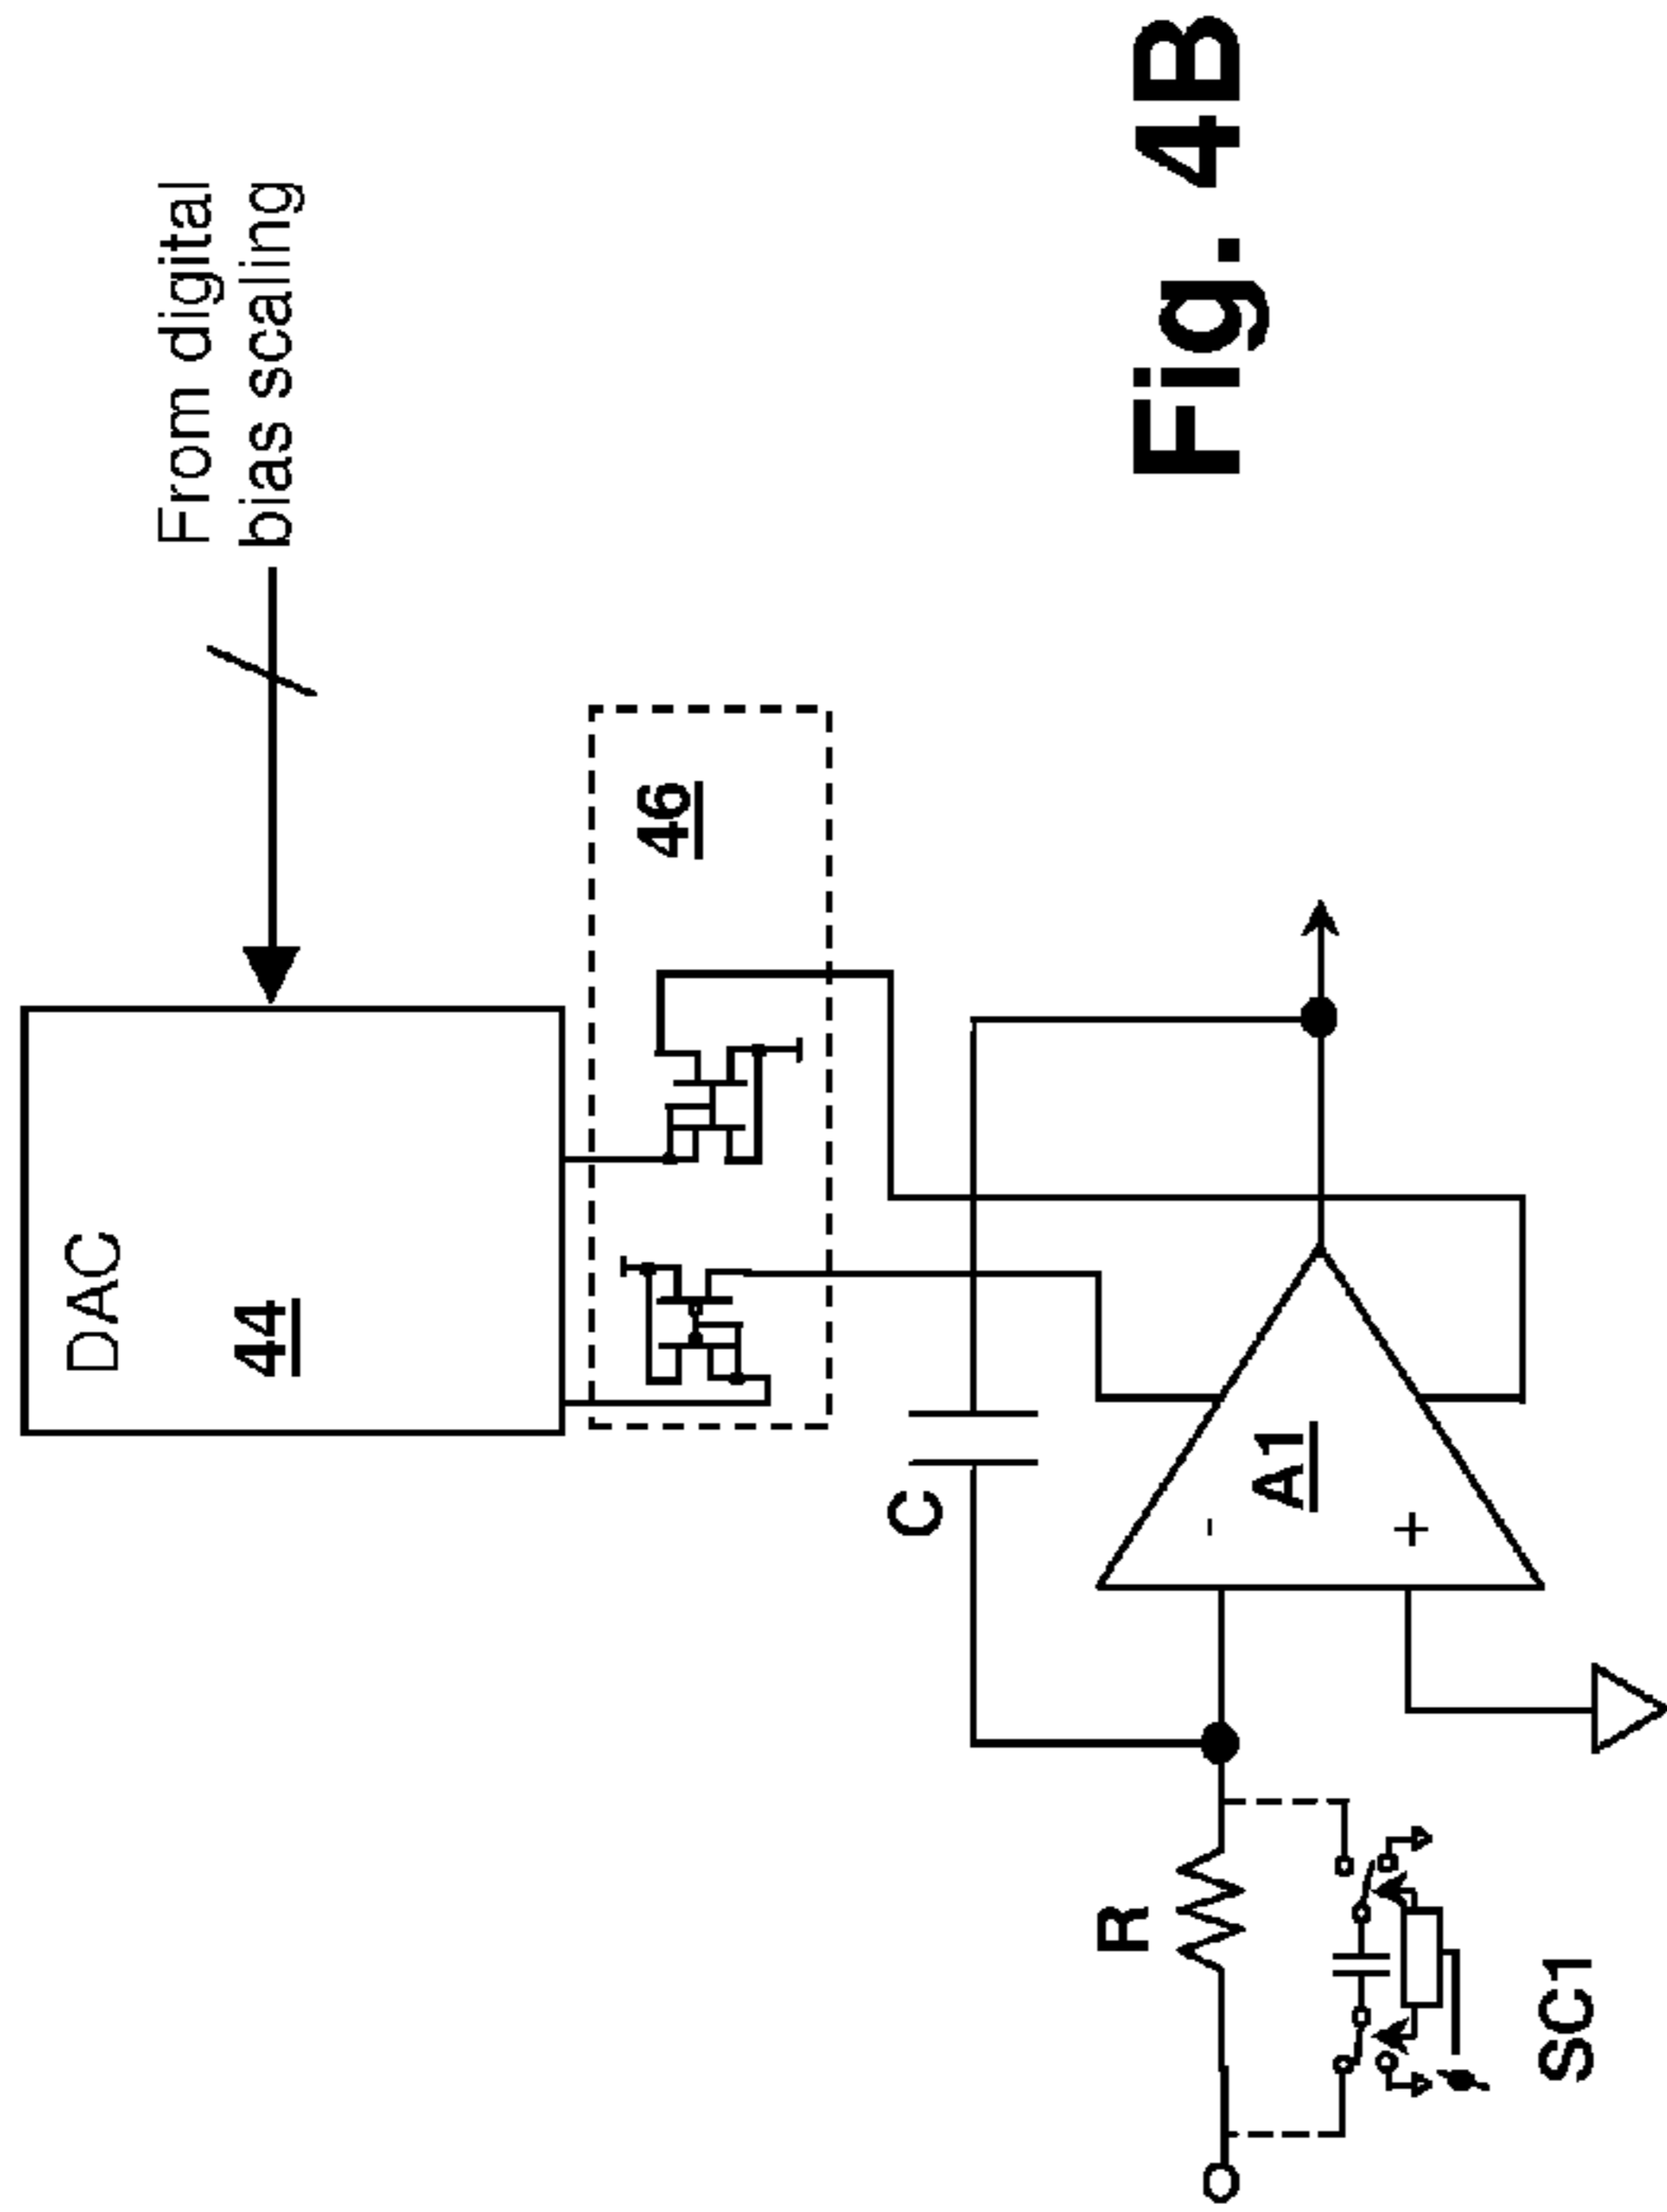 DAC
44
From digital
bias scaling
46
C
A1
-
+
R
ϕ
SC1
Fig. 4B